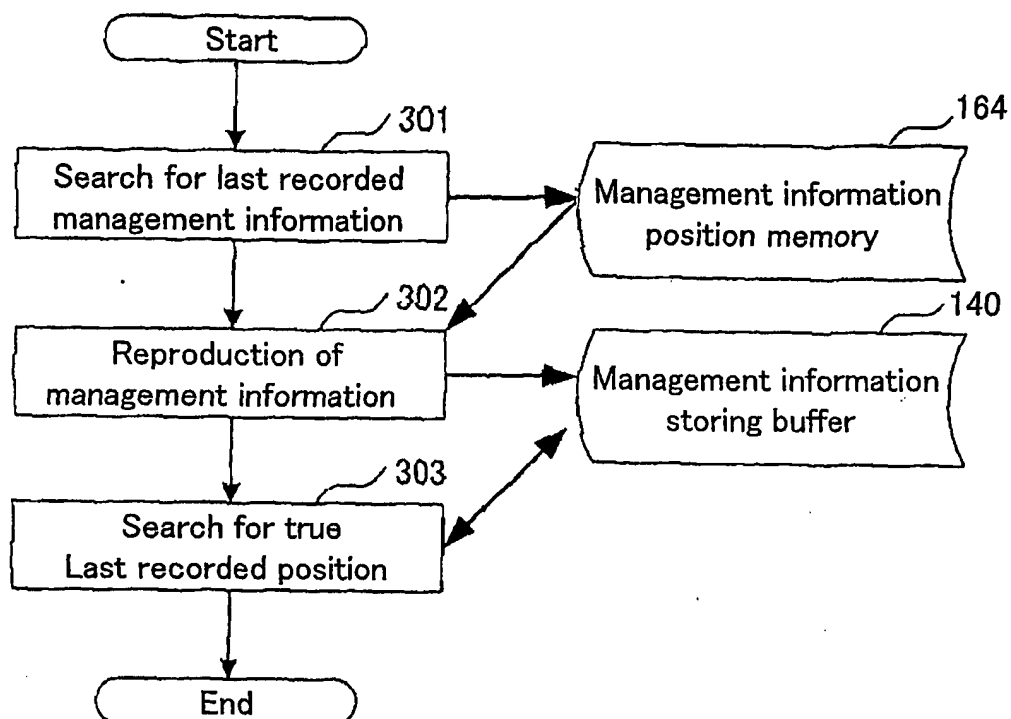 Start
301
164
Search for last recorded
management information
Management information
position memory
302
140
Reproduction of
management information
Management information
storing buffer
303
Search for true
Last recorded position
End